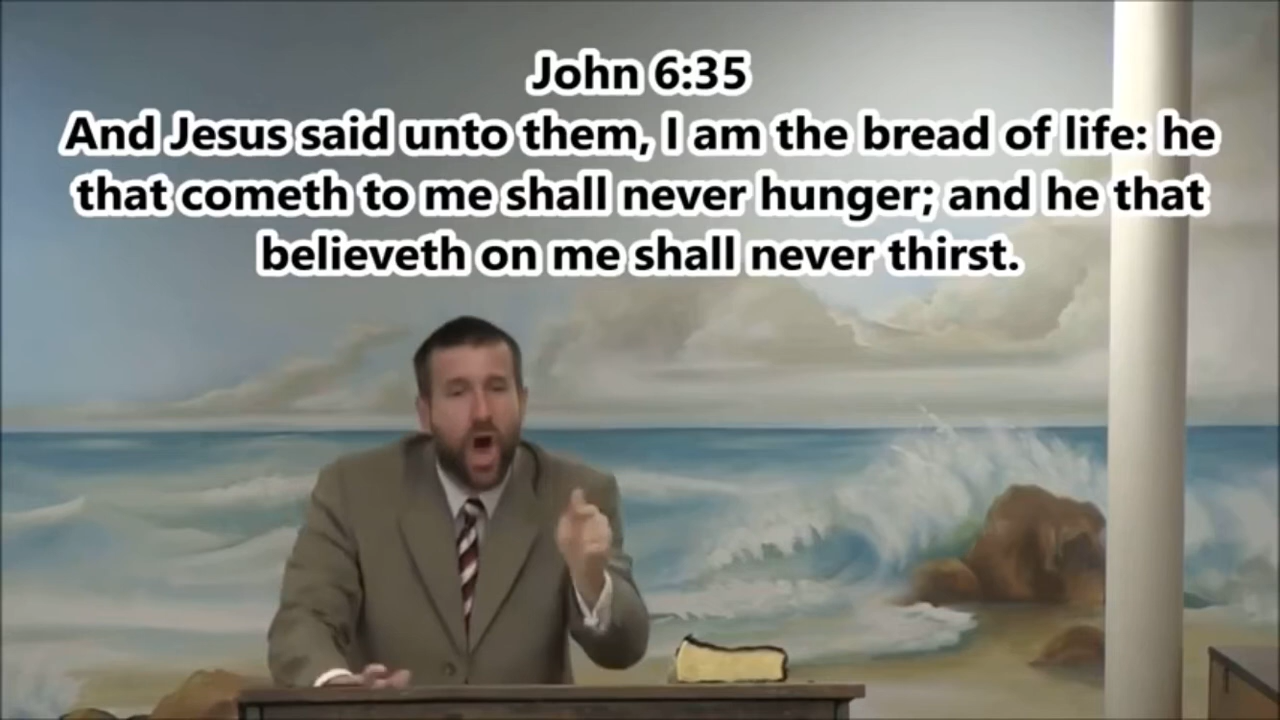 John 6:35
And Jesus said unto them, I am the bread of life: he
that cometh to me shall never hunger; and he that
believeth on me shall never thirst.